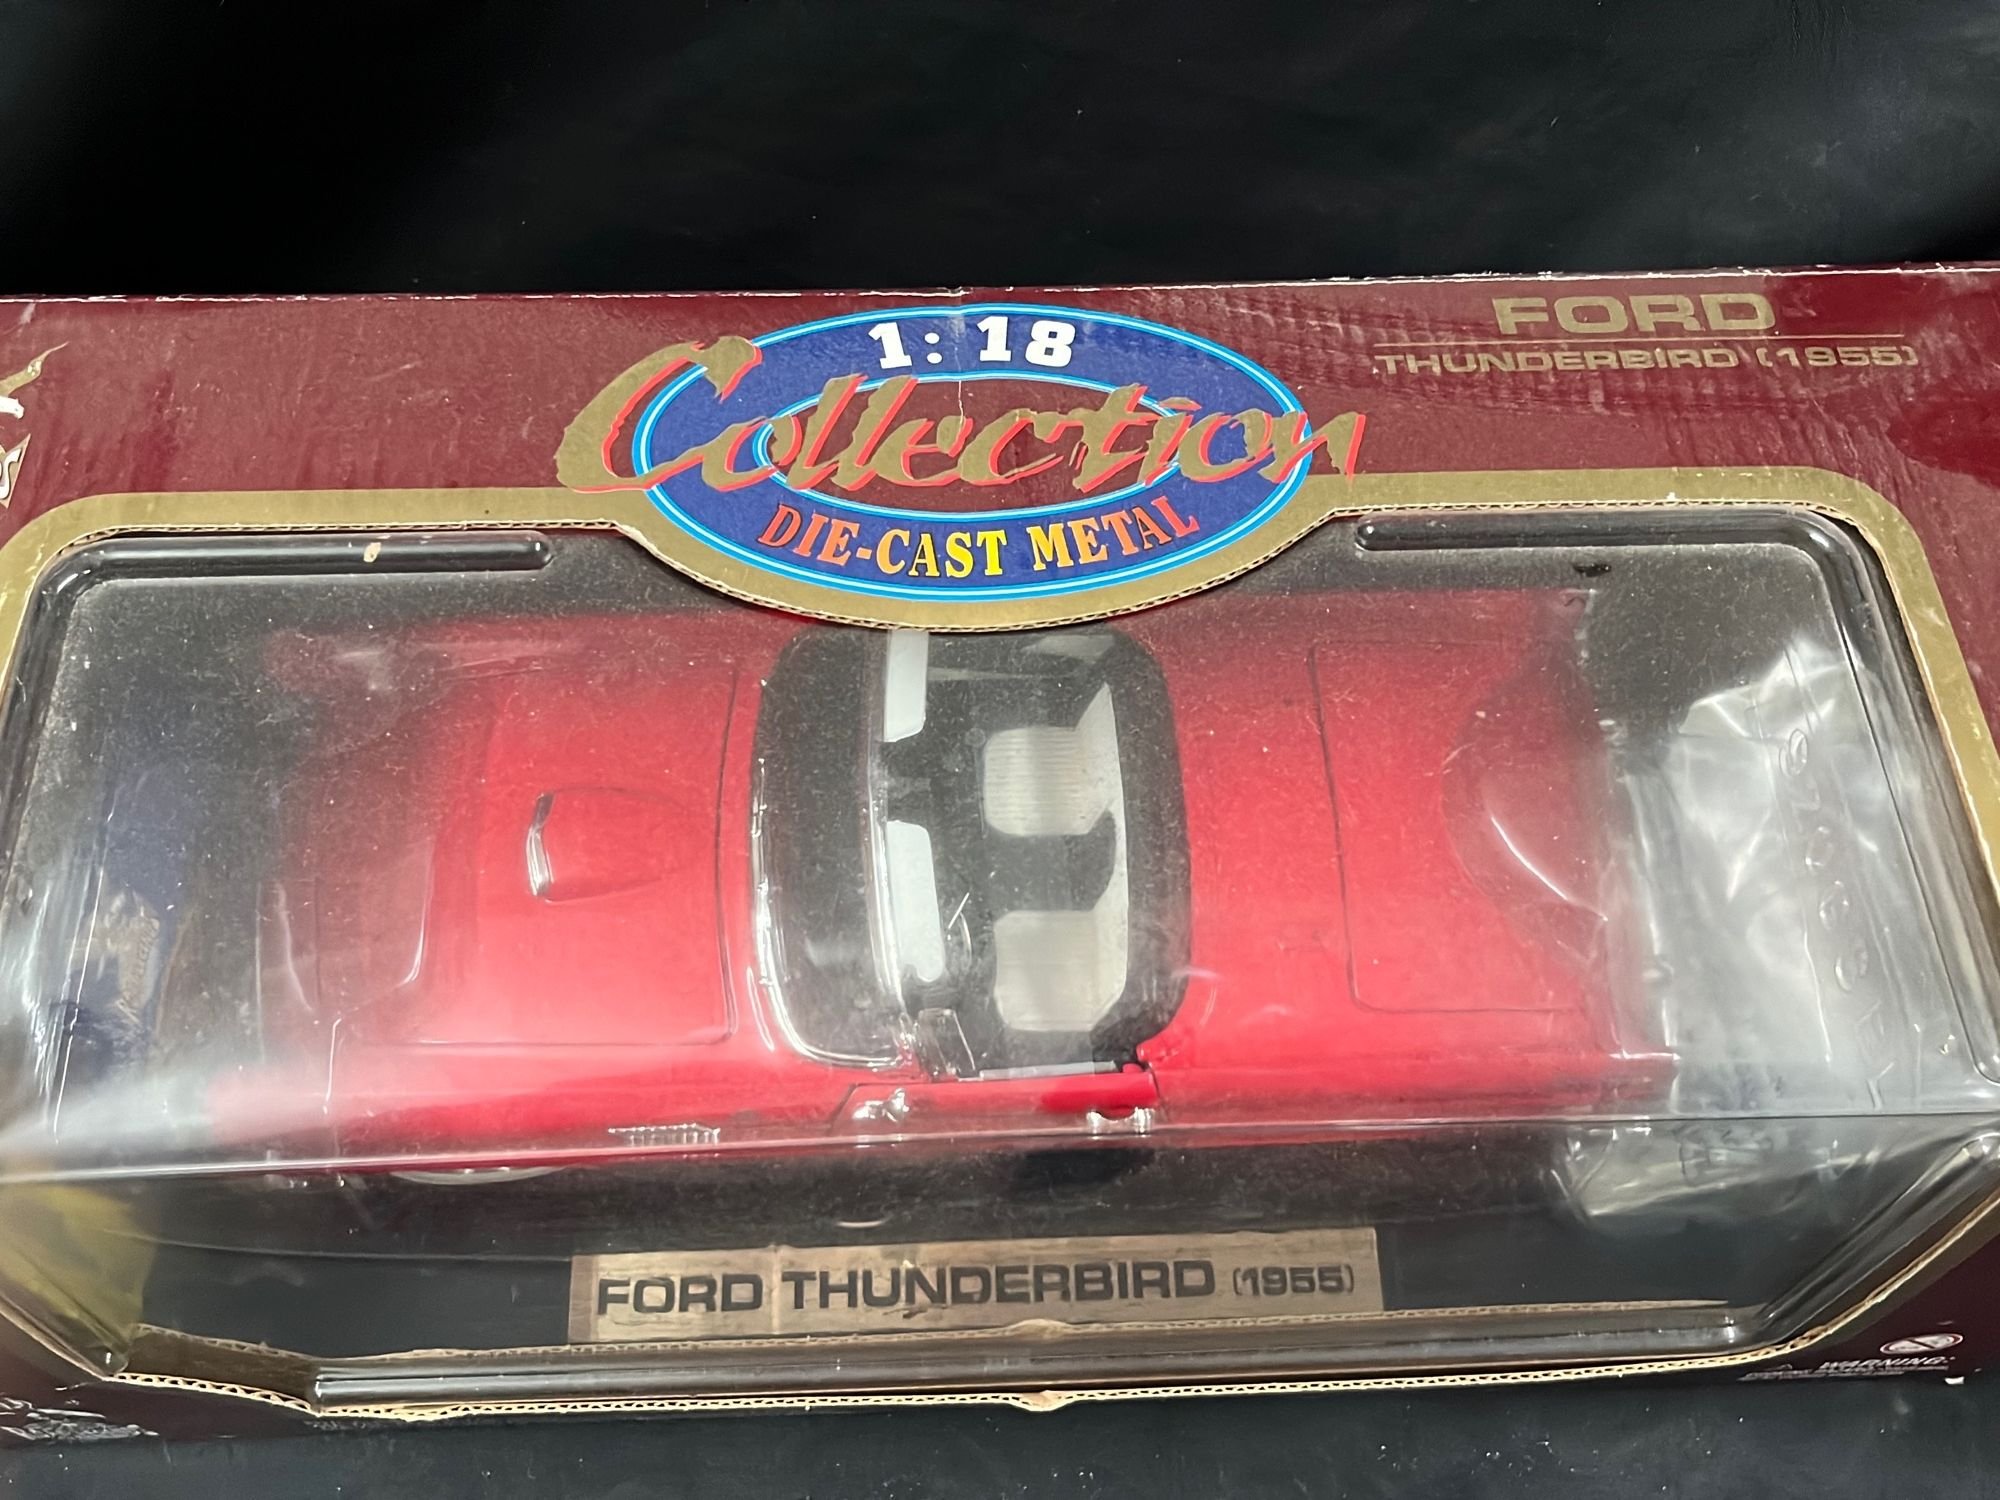 1:18
Collection
DIE-CAST METAL
FORD
THUNDERBIRD (1955)
FORD THUNDERBIRD (1955)
WARNING: